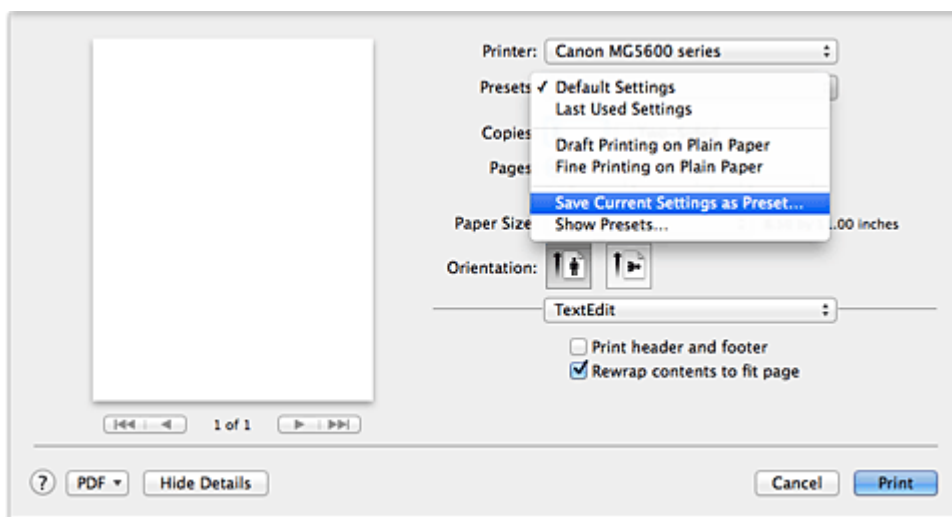 Printer: Canon MG5600 series
Presets ✓ Default Settings
Last Used Settings
Copies
Draft Printing on Plain Paper
Pages Fine Printing on Plain Paper
Save Current Settings as Preset...
Paper Size Show Presets... .00 inches
Orientation:
TextEdit
Print header and footer
Rewrap contents to fit page
1 of 1
? PDF Hide Details Cancel Print